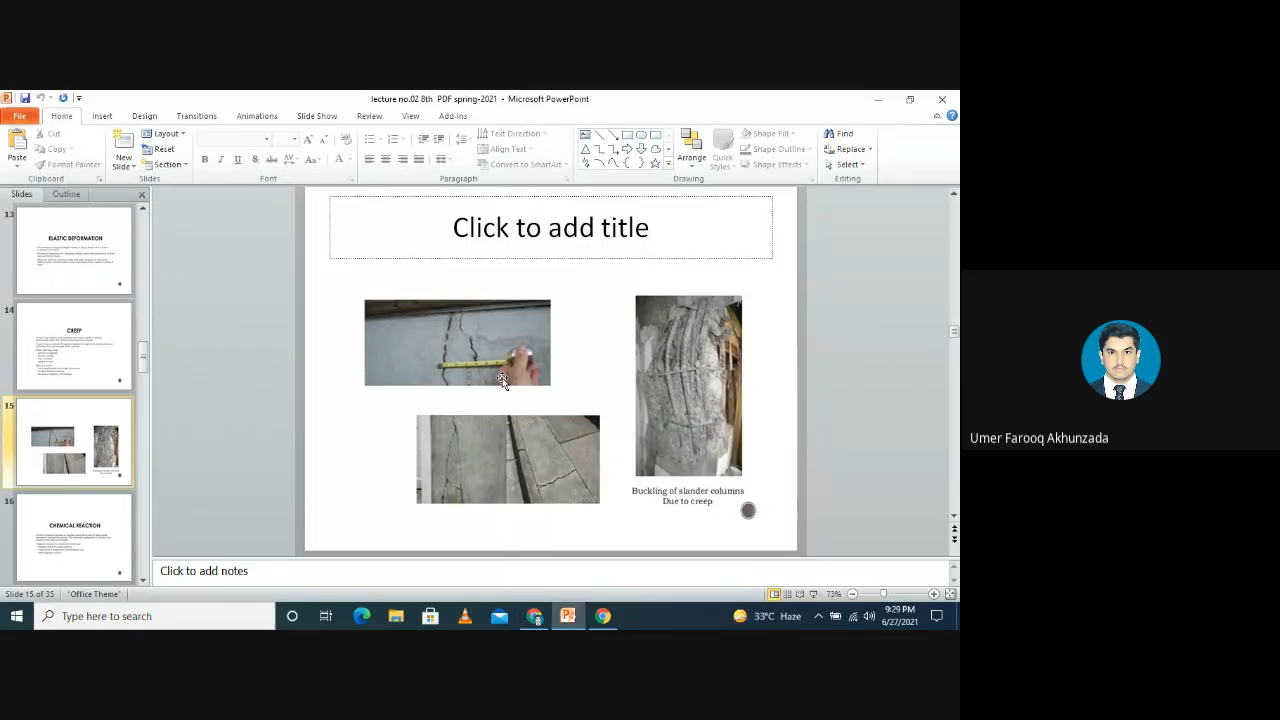 lecture no.02 8th PDF spring-2021 - Microsoft PowerPoint
File Home Insert Design Transitions Animations Slide Show Review View Add-Ins
Paste
Cut
Copy
Format Painter
Clipboard
New
Slide
Layout
Reset
Section
Slides
B I U S abc AV Aa A
Font
Text Direction
Align Text
Convert to SmartArt
Paragraph
Arrange
Quick
Styles
Shape Fill
Shape Outline
Shape Effects
Drawing
Find
Replace
Select
Editing
Slides Outline
13
ELASTIC DEFORMATION
14
CREEP
15
16
CHEMICAL REACTION
Click to add title
Buckling of slander columns
Due to creep
Click to add notes
Slide 15 of 35 "Office Theme" 73%
Type here to search
33°C Haze
9:29 PM
6/27/2021
Umer Farooq Akhunzada